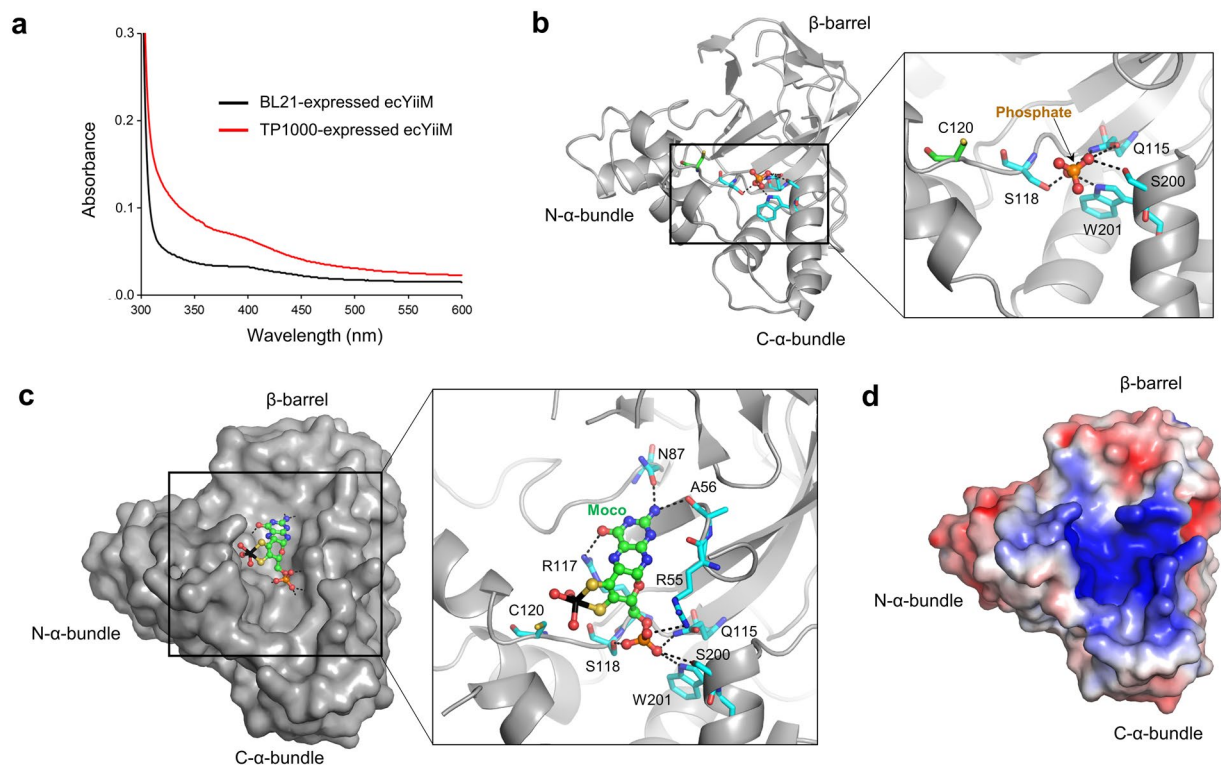 a
0.3
0.2
0.1
0.0
300
350
400
450
500
550
600
Absorbance
Wavelength (nm)
BL21-expressed ecYiiM
TP1000-expressed ecYiiM
b
β-barrel
N-α-bundle
C-α-bundle
Phosphate
C120
Q115
S118
S200
W201
c
β-barrel
N-α-bundle
C-α-bundle
N87
A56
Moco
R117
R55
C120
Q115
S118
S200
W201
d
β-barrel
N-α-bundle
C-α-bundle